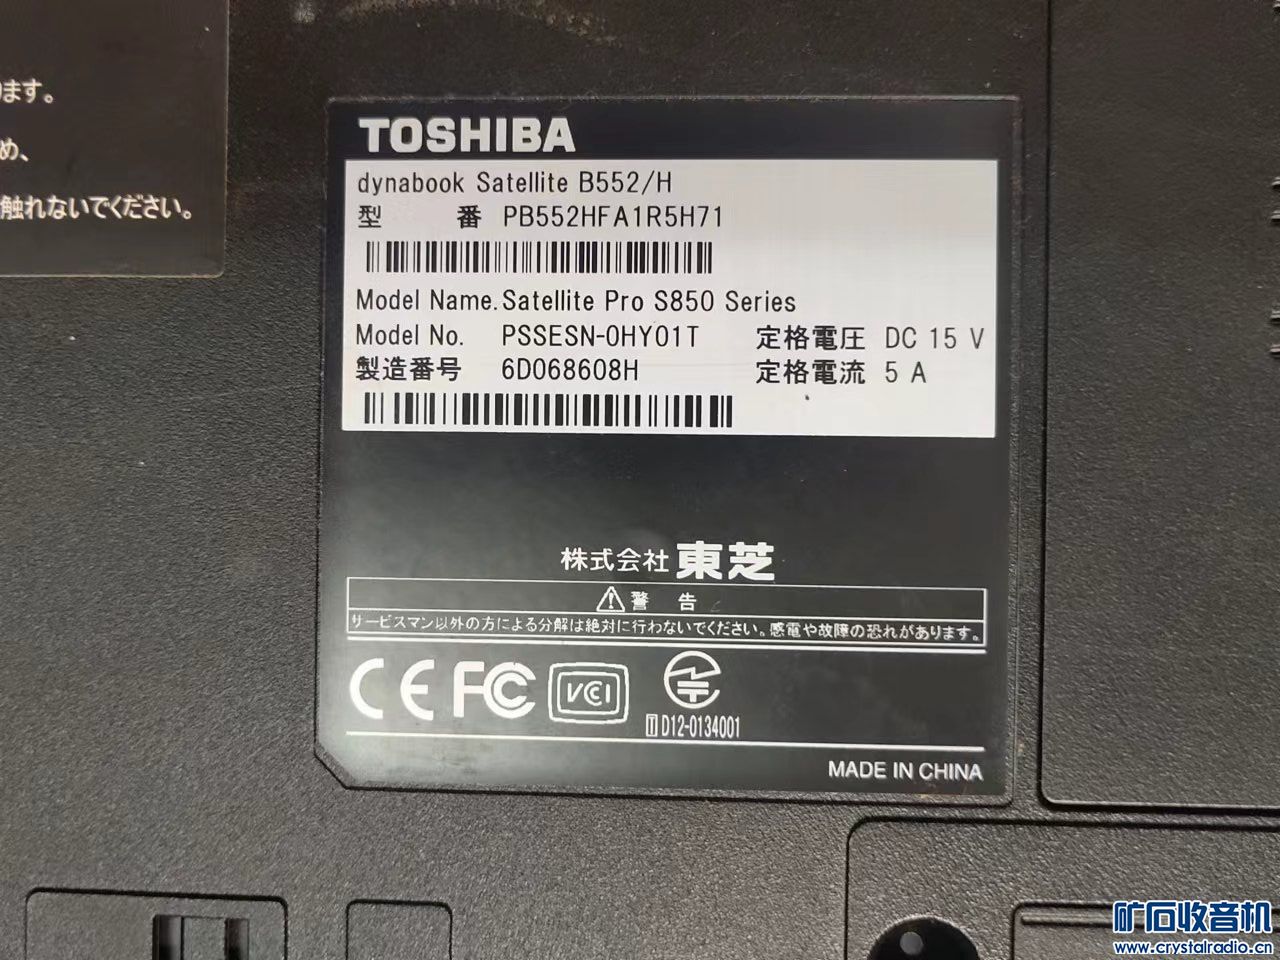 ます。
め、
触れないでください。
TOSHIBA
dynabook Satellite B552/H
型 番 PB552HFA1R5H71
Model Name. Satellite Pro S850 Series
Model No. PSSESN-0HY01T 定格電圧 DC 15 V
製造番号 6D068608H 定格電流 5 A
株式会社 東芝
警 告
サービスマン以外の方による分解は絶対に行わないでください。感電や故障の恐れがあります。
CE FC VCI
T D12-0134001
MADE IN CHINA
矿石收音机
www.crystalradio.cn